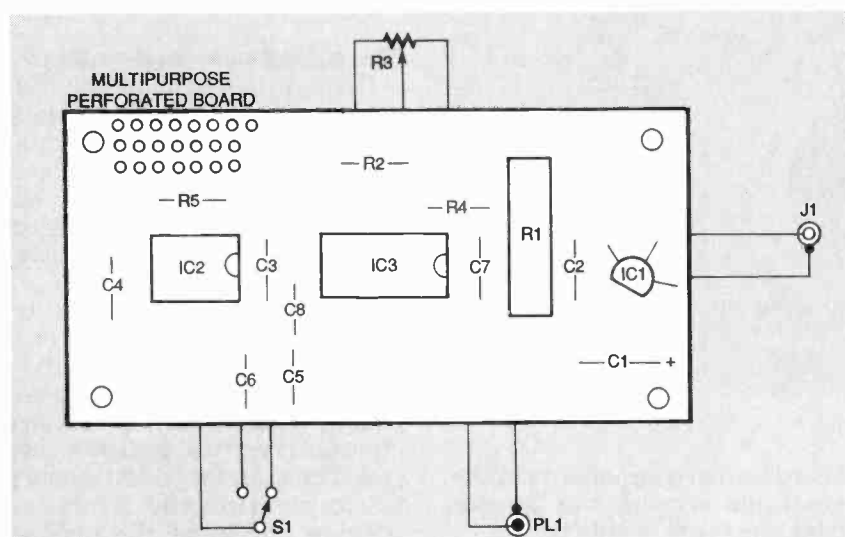 R3
MULTIPURPOSE
PERFORATED BOARD
R2
R5
R4
J1
R1
IC2
C3
IC3
C7
C2
IC1
C4
C8
C6
C5
C1 +
S1
PL1